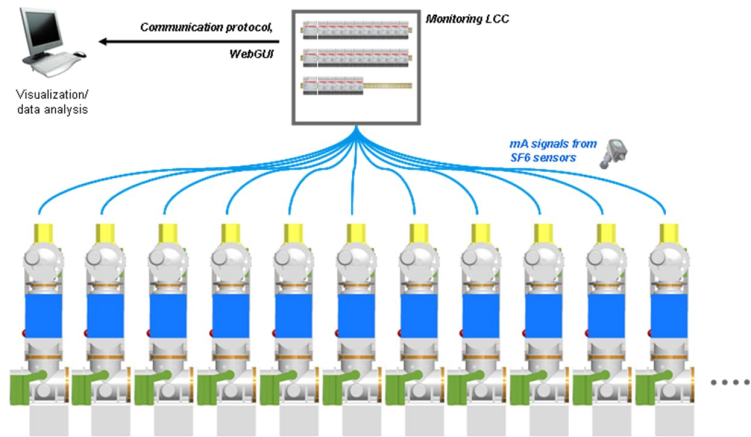 Communication protocol,
WebGUI
Monitoring LCC
Visualization/
data analysis
mA signals from
SF6 sensors